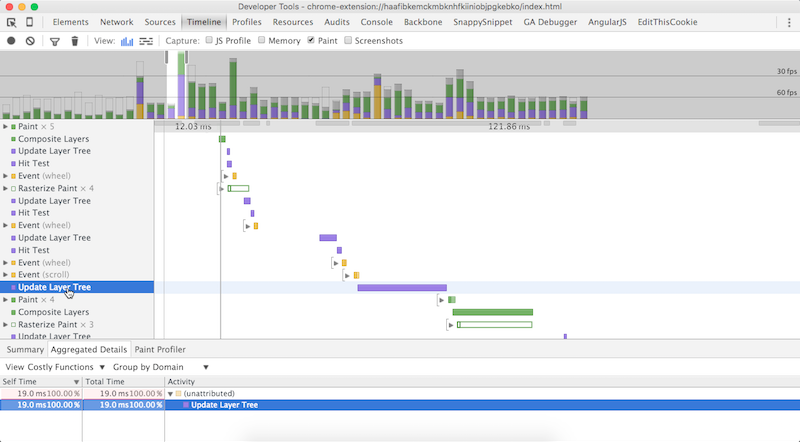 Developer Tools - chrome-extension://haafibkemckmbknhfkiiniobjpgkebko/index.html
Elements Network Sources Timeline Profiles Resources Audits Console Backbone SnappySnippet GA Debugger AngularJS EditThisCookie
View: Capture: JS Profile Memory Paint Screenshots
30 fps
60 fps
12.03 ms 121.86 ms
Paint × 5
Composite Layers
Update Layer Tree
Hit Test
Event (wheel)
Rasterize Paint × 4
Update Layer Tree
Hit Test
Event (wheel)
Update Layer Tree
Hit Test
Event (wheel)
Event (scroll)
Update Layer Tree
Paint × 4
Composite Layers
Rasterize Paint × 3
Update Layer Tree
Summary Aggregated Details Paint Profiler
View Costly Functions Group by Domain
Self Time Total Time Activity
19.0 ms 100.00 % 19.0 ms 100.00 % (unattributed)
19.0 ms 100.00 % 19.0 ms 100.00 % Update Layer Tree